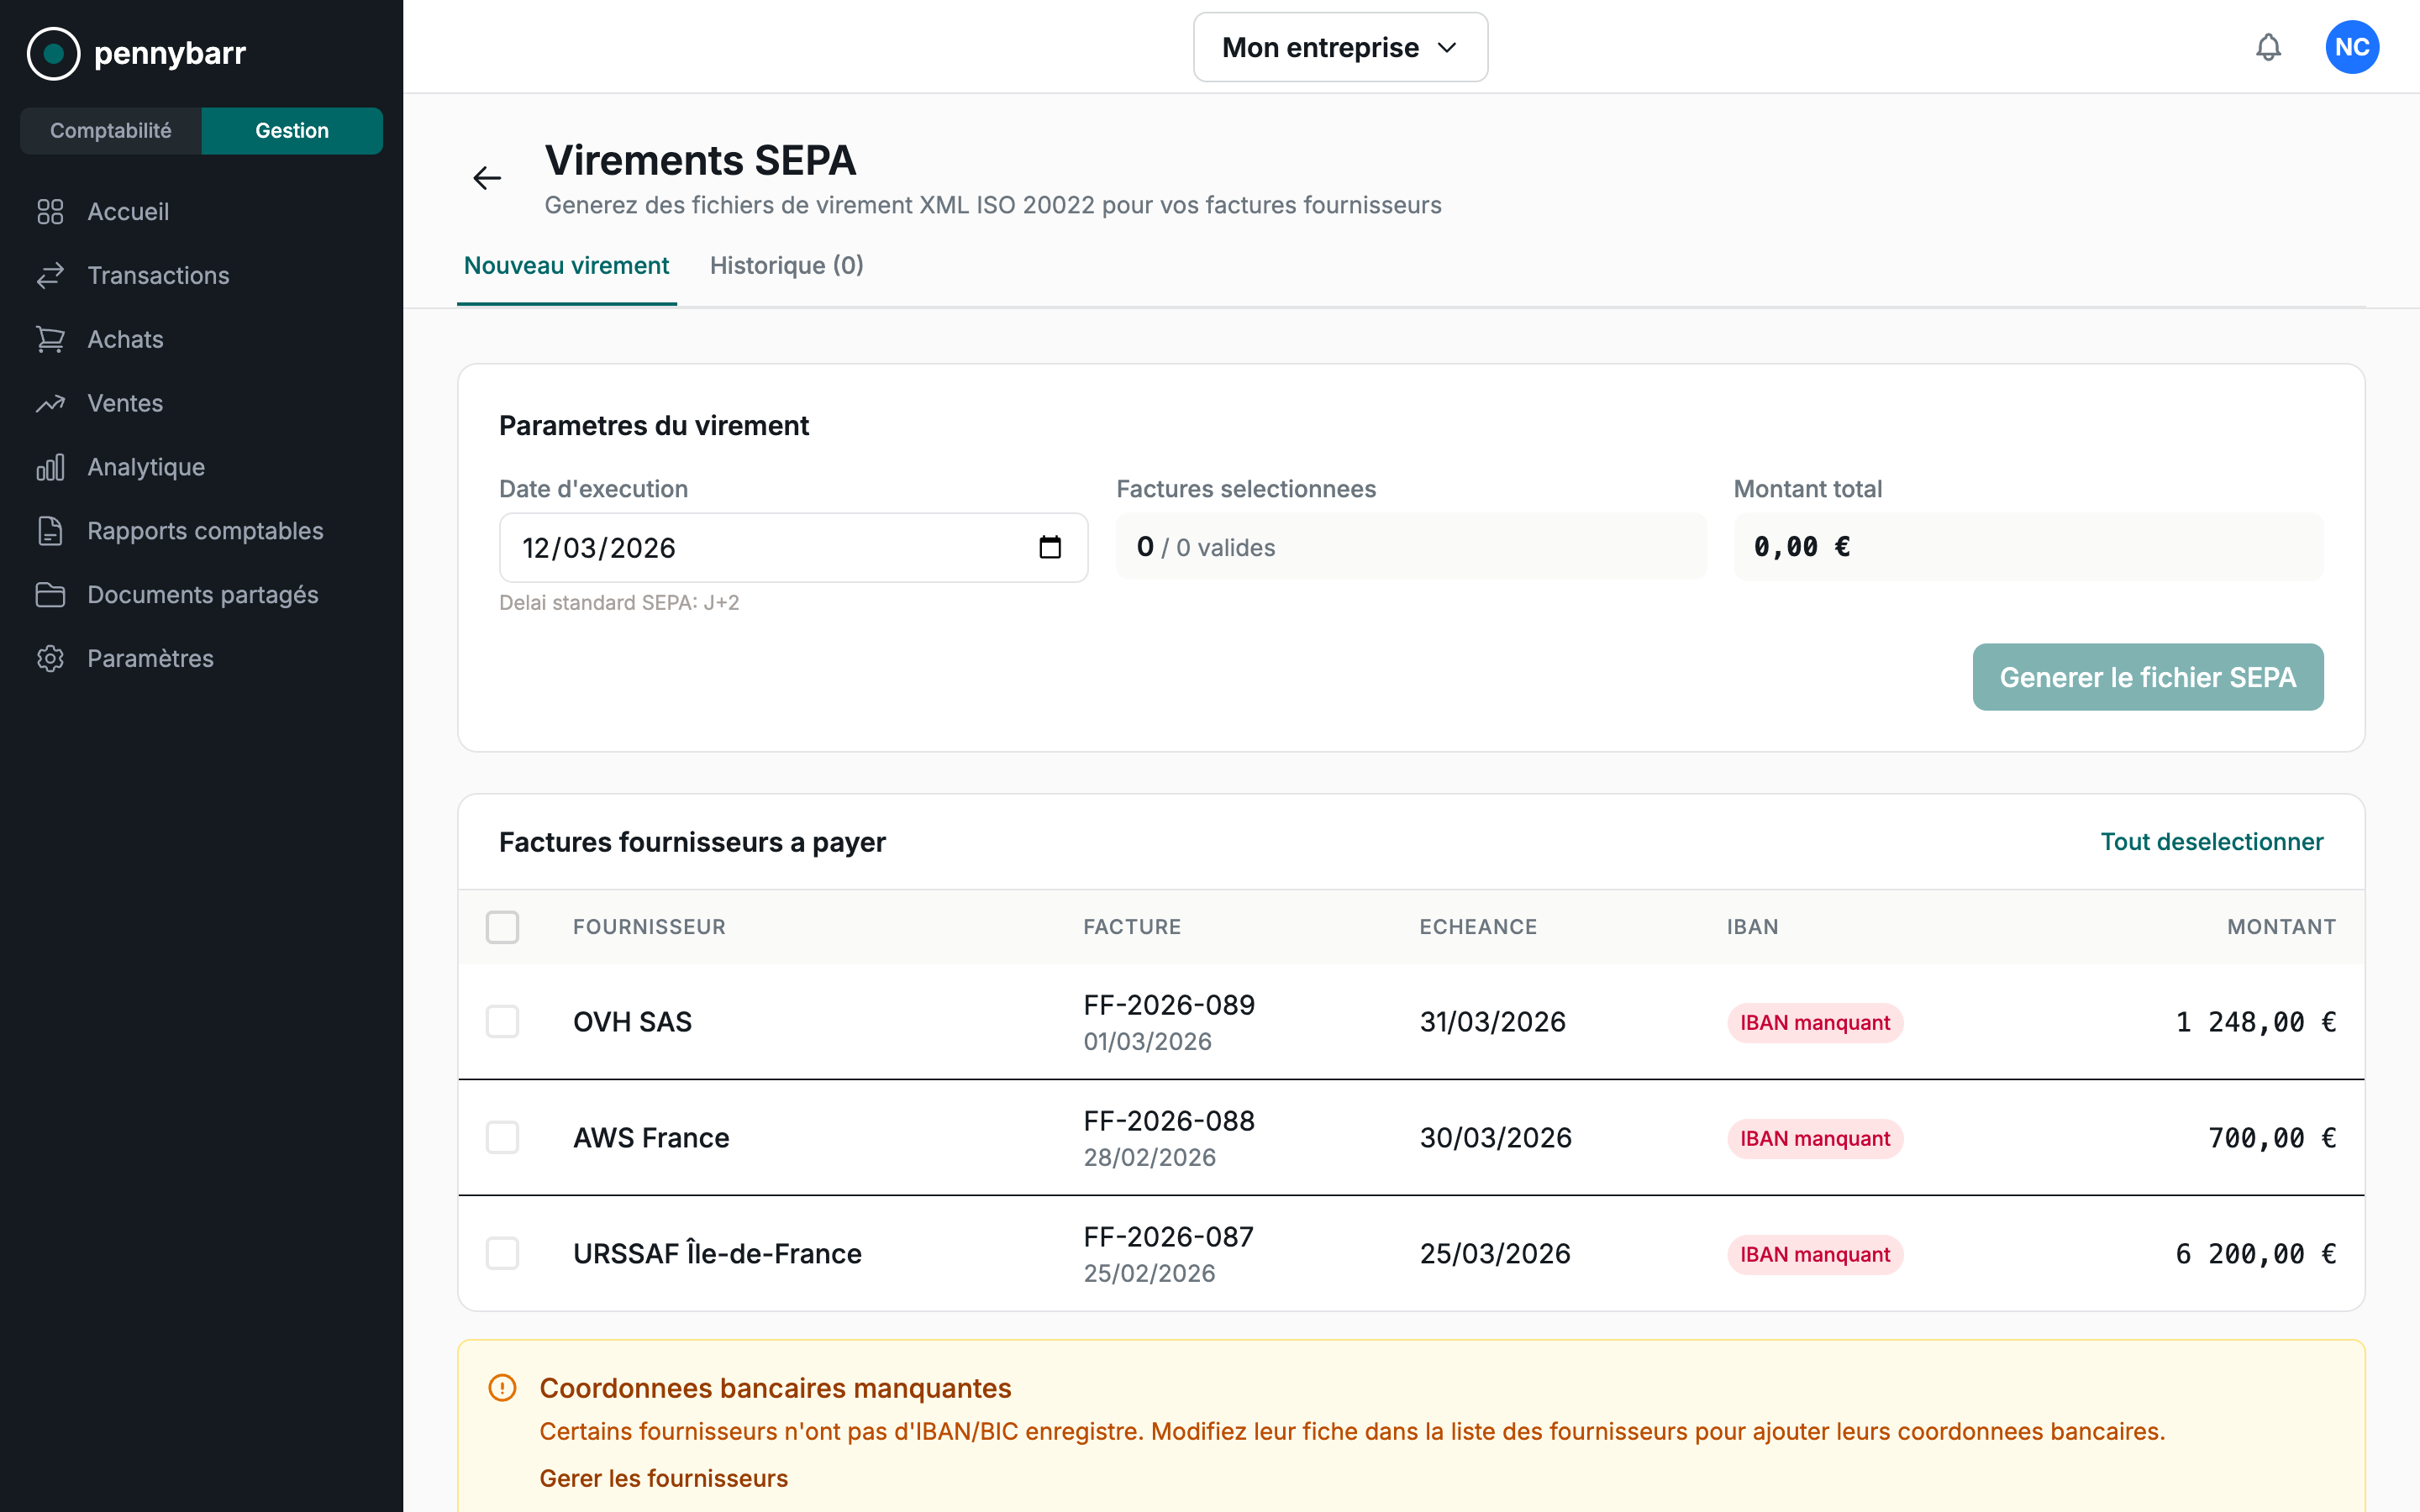 pennybarr
Mon entreprise
NC
Comptabilité
Gestion
Accueil
Transactions
Achats
Ventes
Analytique
Rapports comptables
Documents partagés
Paramètres
Virements SEPA
Generez des fichiers de virement XML ISO 20022 pour vos factures fournisseurs
Nouveau virement
Historique (0)
Parametres du virement
Date d'execution
12/03/2026
Delai standard SEPA: J+2
Factures selectionnees
0 / 0 valides
Montant total
0,00 €
Generer le fichier SEPA
Factures fournisseurs a payer
Tout deselectionner
FOURNISSEUR FACTURE ECHEANCE IBAN MONTANT
OVH SAS FF-2026-089 31/03/2026 IBAN manquant 1 248,00 €
01/03/2026
AWS France FF-2026-088 30/03/2026 IBAN manquant 700,00 €
28/02/2026
URSSAF Île-de-France FF-2026-087 25/03/2026 IBAN manquant 6 200,00 €
25/02/2026
Coordonnees bancaires manquantes
Certains fournisseurs n'ont pas d'IBAN/BIC enregistre. Modifiez leur fiche dans la liste des fournisseurs pour ajouter leurs coordonnees bancaires.
Gerer les fournisseurs